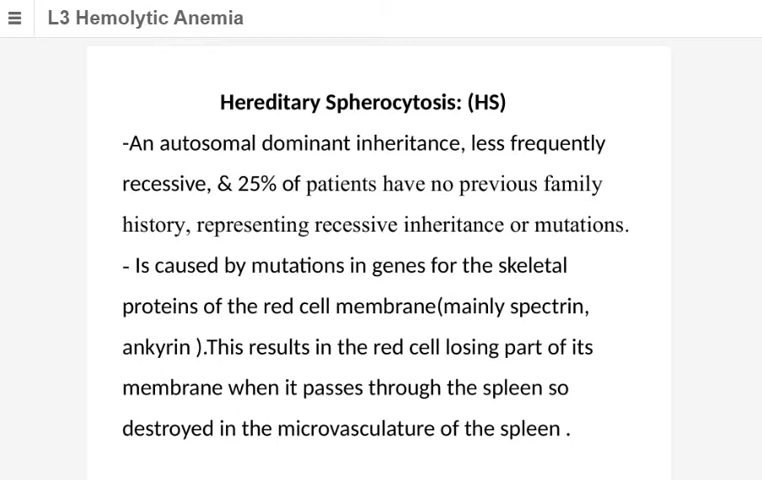 L3 Hemolytic Anemia
Hereditary Spherocytosis: (HS)
-An autosomal dominant inheritance, less frequently
recessive, & 25% of patients have no previous family
history, representing recessive inheritance or mutations.
- Is caused by mutations in genes for the skeletal
proteins of the red cell membrane(mainly spectrin,
ankyrin ).This results in the red cell losing part of its
membrane when it passes through the spleen so
destroyed in the microvasculature of the spleen .